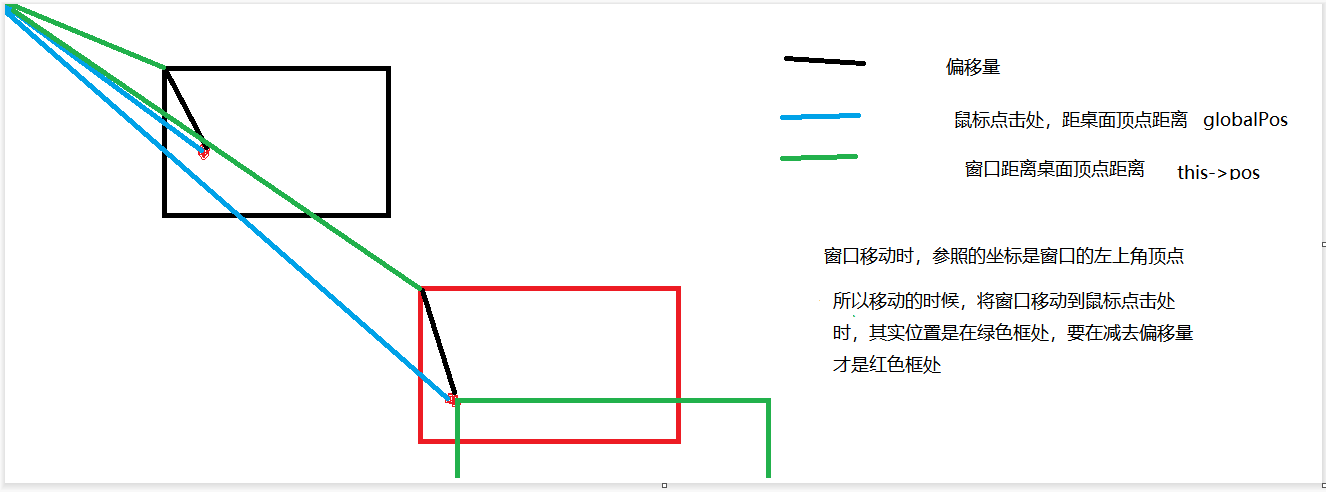 偏移量
鼠标点击处，距桌面顶点距离 globalPos
窗口距离桌面顶点距离 this->pos
窗口移动时，参照的坐标是窗口的左上角顶点
所以移动的时候，将窗口移动到鼠标点击处
时，其实位置是在绿色框处，要在减去偏移量
才是红色框处